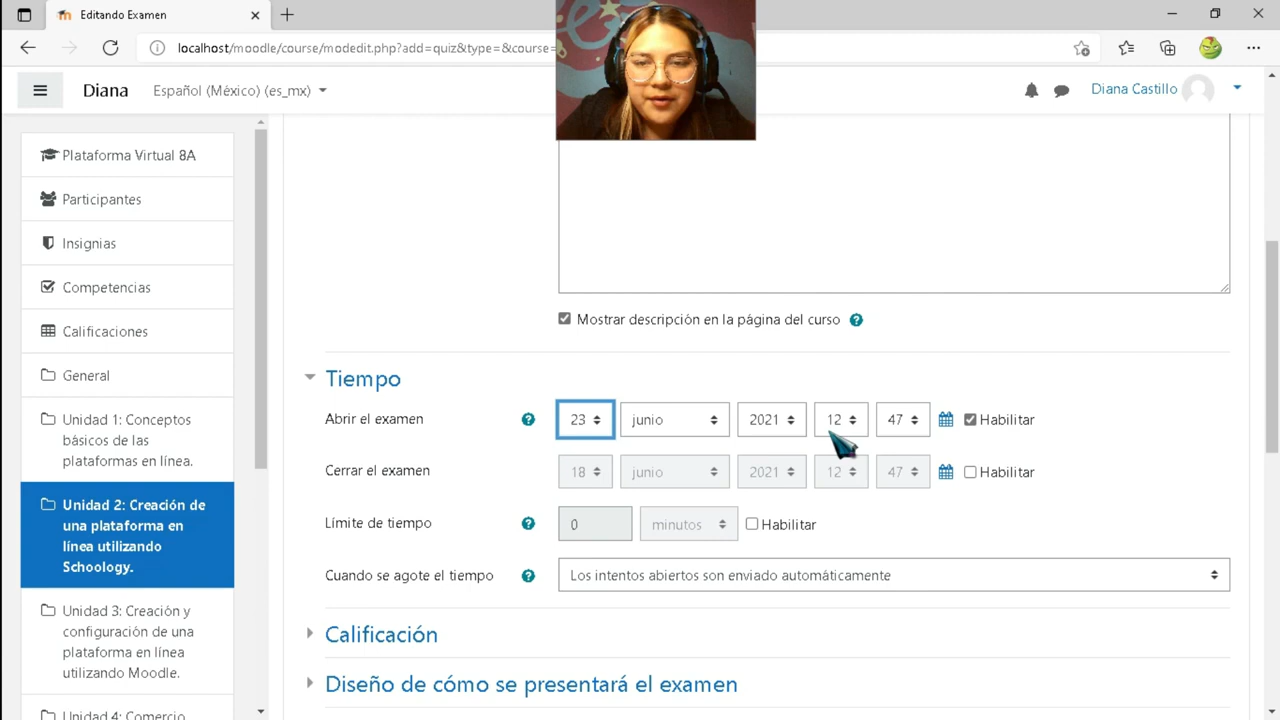 Editando Examen
localhost/moodle/course/modedit.php?add=quiz&type=&course=
Diana
Español (México) (es_mx)
Diana Castillo
Plataforma Virtual 8A
Participantes
Insignias
Competencias
Calificaciones
General
Unidad 1: Conceptos
básicos de las
plataformas en línea.
Unidad 2: Creación de
una plataforma en
línea utilizando
Schoology.
Unidad 3: Creación y
configuración de una
plataforma en línea
utilizando Moodle.
Unidad 4: Comercio
Mostrar descripción en la página del curso
Tiempo
Abrir el examen
23 junio 2021 12 47 Habilitar
Cerrar el examen
18 junio 2021 12 47 Habilitar
Límite de tiempo
0 minutos Habilitar
Cuando se agote el tiempo
Los intentos abiertos son enviado automáticamente
Calificación
Diseño de cómo se presentará el examen